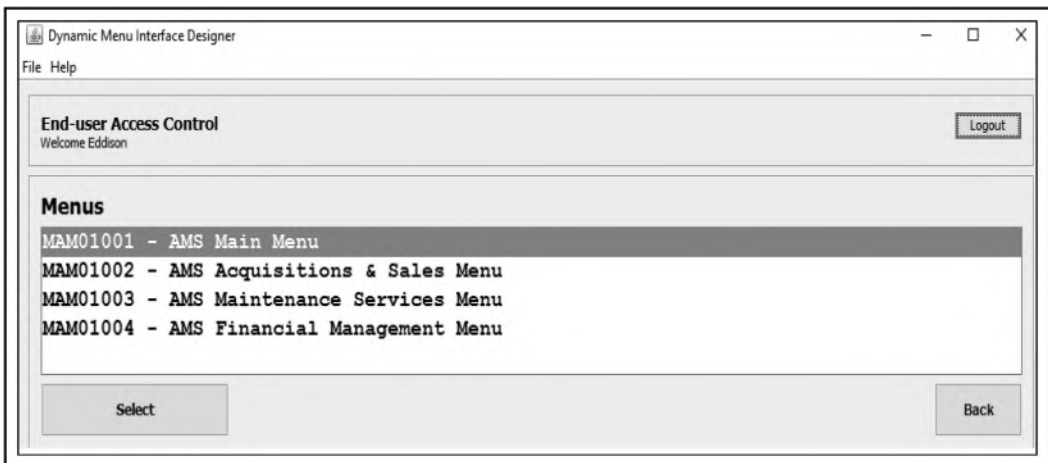 Dynamic Menu Interface Designer
File Help
End-user Access Control
Welcome Eddison
Logout
Menus
MAM01001 - AMS Main Menu
MAM01002 - AMS Acquisitions & Sales Menu
MAM01003 - AMS Maintenance Services Menu
MAM01004 - AMS Financial Management Menu
Select Back